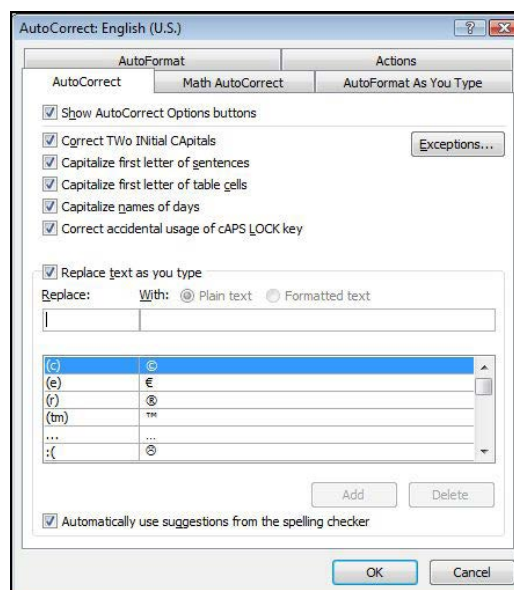 AutoCorrect: English (U.S.)
AutoFormat Actions
AutoCorrect Math AutoCorrect AutoFormat As You Type
Show AutoCorrect Options buttons
Correct TWo INitial CApitals
Exceptions...
Capitalize first letter of sentences
Capitalize first letter of table cells
Capitalize names of days
Correct accidental usage of cAPS LOCK key
Replace text as you type
Replace: With: Plain text Formatted text
(c) ©
(e) €
(r) ®
(tm) ™
... ...
:( ☹
Add Delete
Automatically use suggestions from the spelling checker
OK Cancel